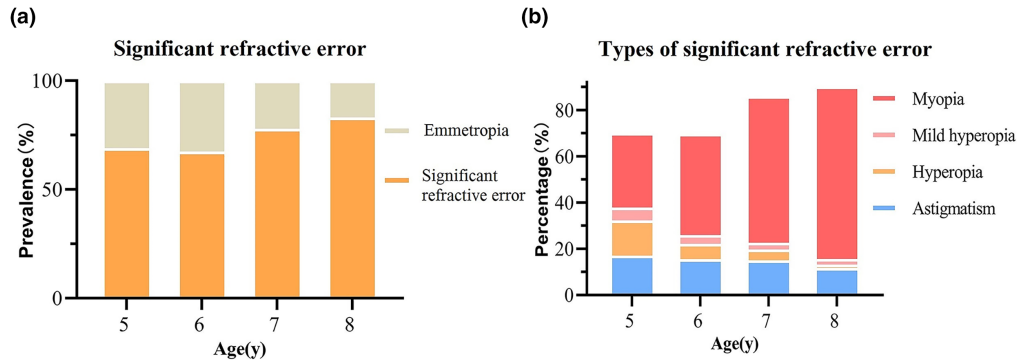 (a)
Significant refractive error
100
50
0
Prevalence (%)
5 6 7 8
Age(y)
Emmetropia
Significant
refractive error
(b)
Types of significant refractive error
80
60
40
20
0
Percentage (%)
5 6 7 8
Age(y)
Myopia
Mild hyperopia
Hyperopia
Astigmatism